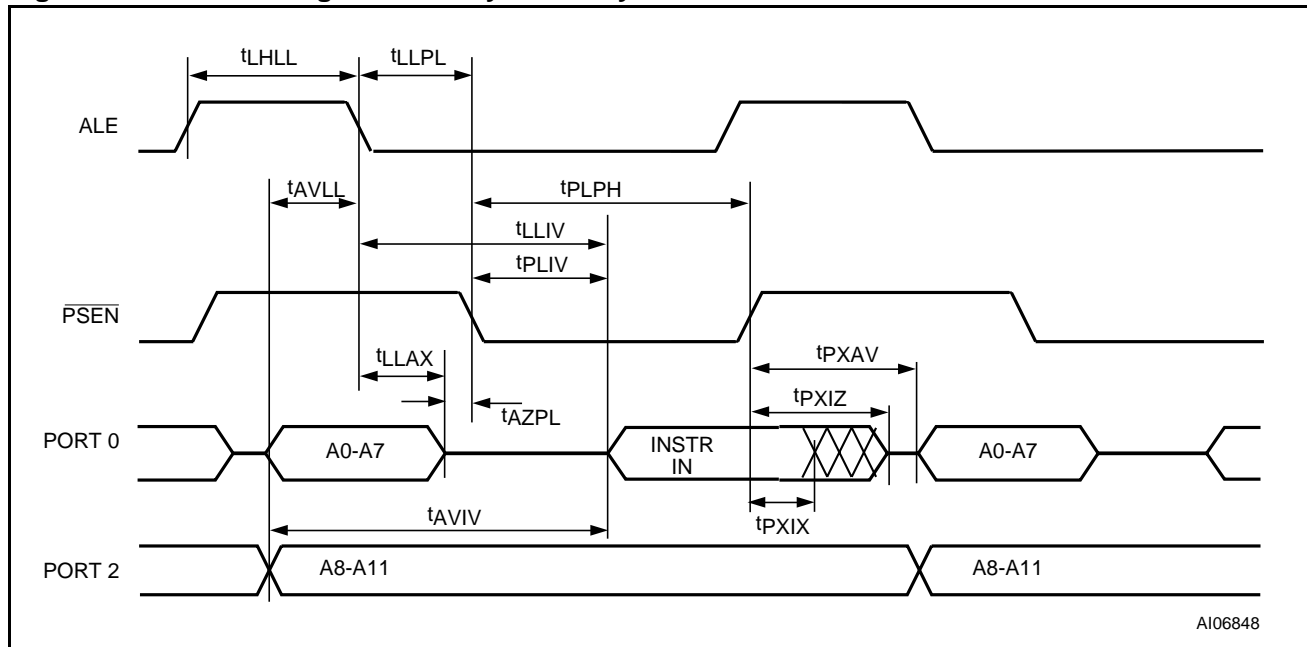 tLHLL
tLLPL
ALE
tAVLL
tPLPH
tLLIV
tPLIV
PSEN
tLLAX
tPXAV
tPXIZ
tAZPL
PORT 0
A0-A7
INSTR
IN
A0-A7
tAVIV
tPXIX
PORT 2
A8-A11
A8-A11
AI06848